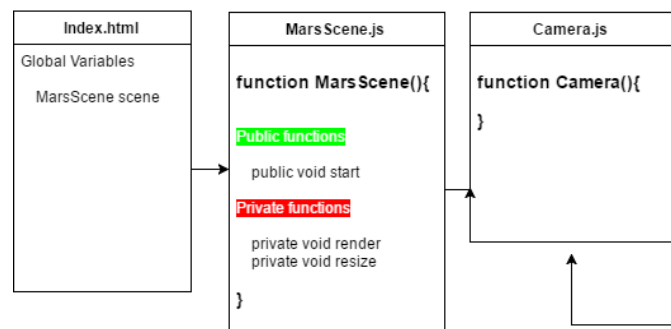 Index.html
Global Variables
MarsScene scene
MarsScene.js
function MarsScene(){
Public functions
public void start
Private functions
private void render
private void resize
}
Camera.js
function Camera(){
}